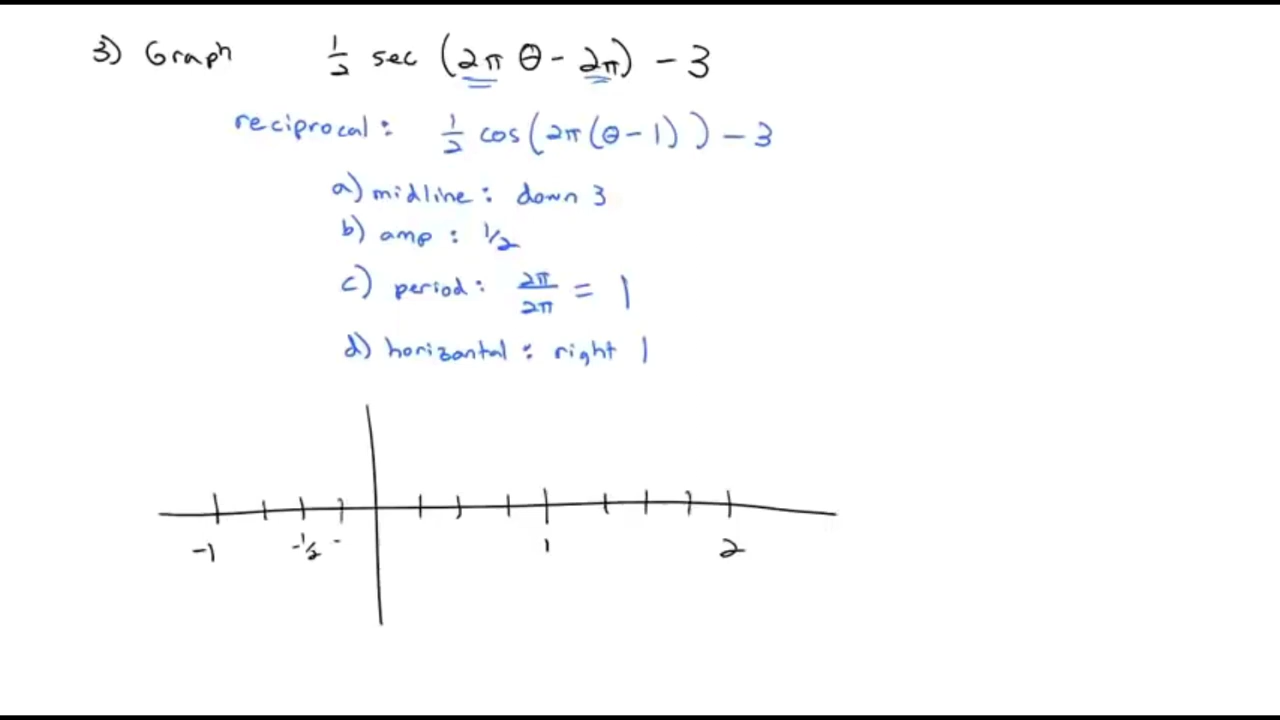 3) Graph ½ sec (2π θ - 2π) - 3
reciprocal: ½ cos(2π(θ - 1)) - 3
a) midline: down 3
b) amp: 1/2
c) period: 2π/2π = 1
d) horizontal: right 1
-1 -1/2 - 1 2